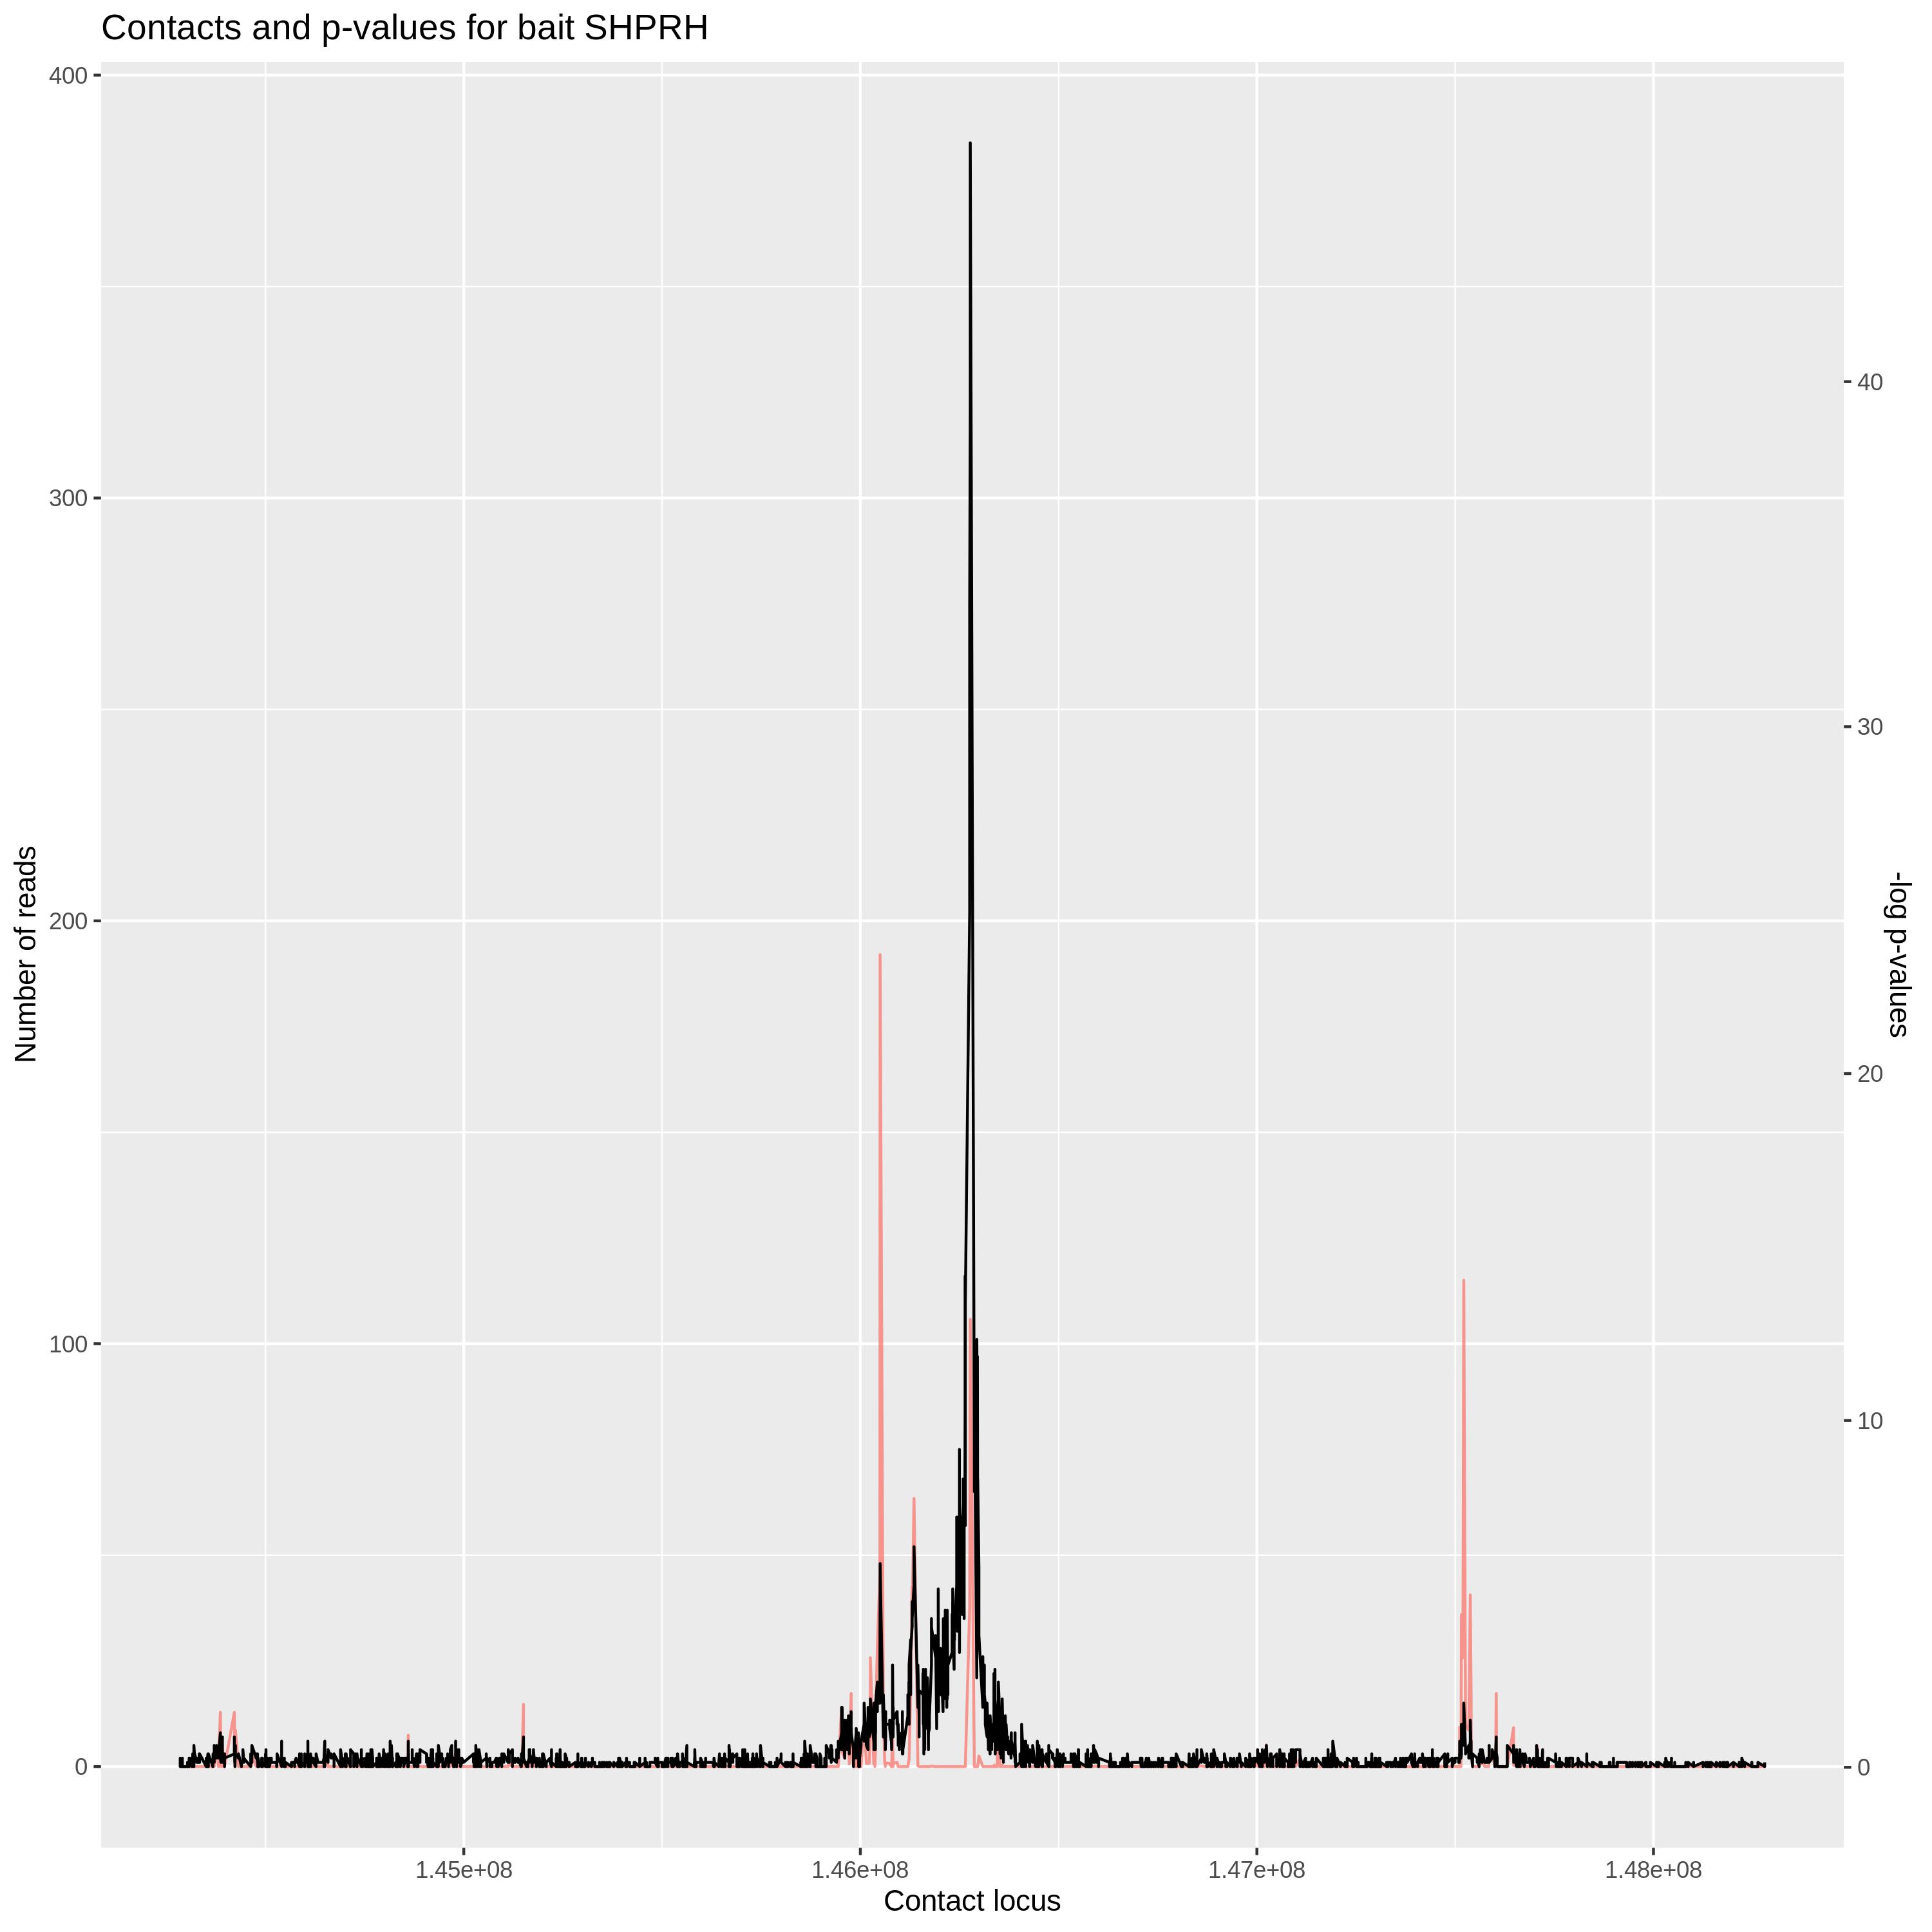 Contacts and p-values for bait SHPRH
400
300
200
100
0
Number of reads
40
30
20
10
0
-log p-values
1.45e+08
1.46e+08
1.47e+08
1.48e+08
Contact locus